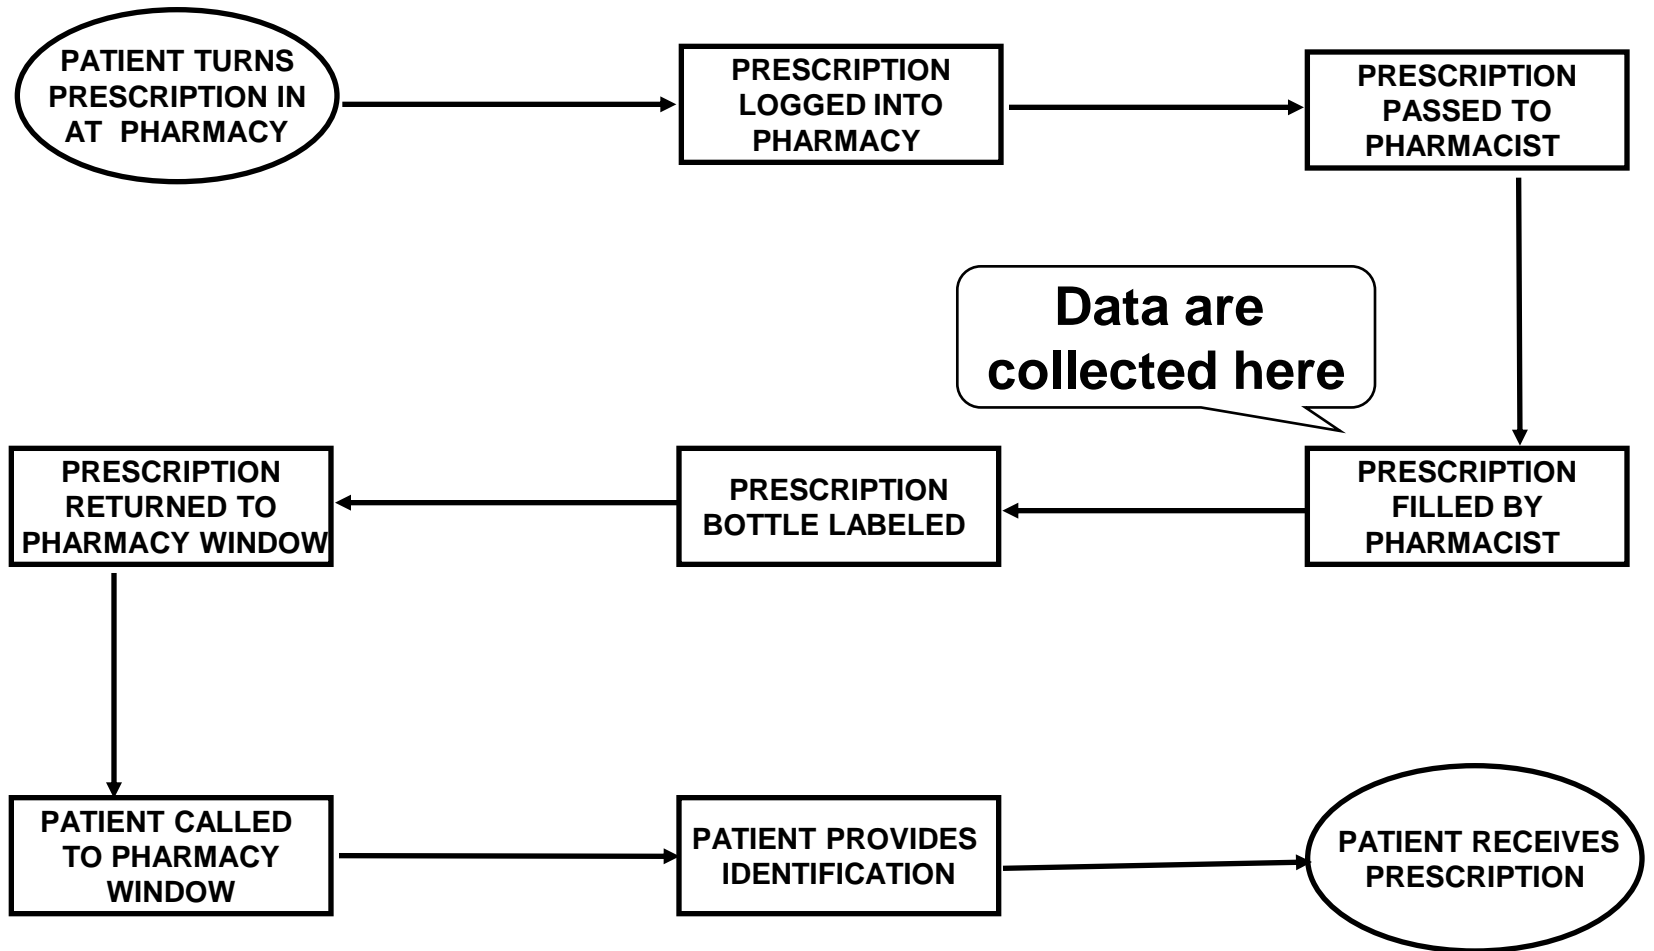 PATIENT TURNS
PRESCRIPTION IN
AT PHARMACY
PRESCRIPTION
LOGGED INTO
PHARMACY
PRESCRIPTION
PASSED TO
PHARMACIST
Data are
collected here
PRESCRIPTION
FILLED BY
PHARMACIST
PRESCRIPTION
BOTTLE LABELED
PRESCRIPTION
RETURNED TO
PHARMACY WINDOW
PATIENT CALLED
TO PHARMACY
WINDOW
PATIENT PROVIDES
IDENTIFICATION
PATIENT RECEIVES
PRESCRIPTION